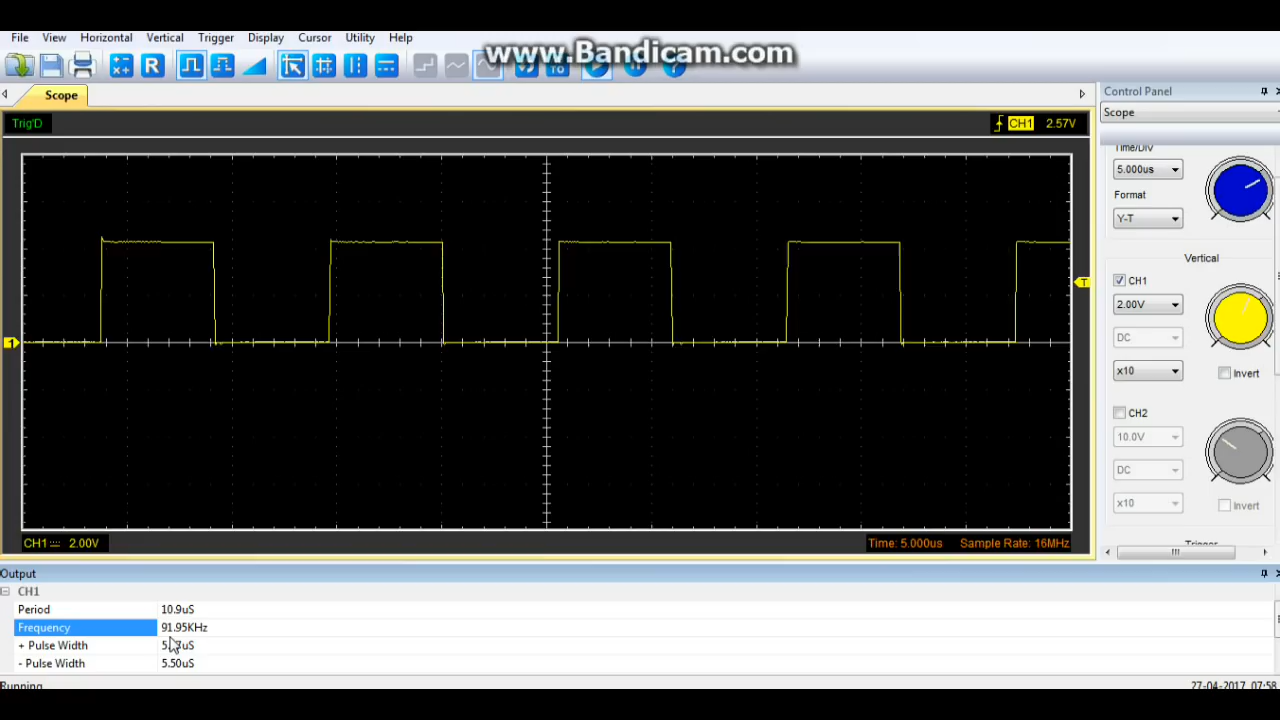 File View Horizontal Vertical Trigger Display Cursor Utility Help
www.Bandicam.com
R
Scope
Control Panel
Scope
Trig'D
CH1 2.57V
Time/DIV
5.000us
Format
Y-T
Vertical
CH1
2.00V
DC
x10
Invert
CH2
10.0V
DC
x10
Invert
Trigger
T
1
CH1 2.00V
Time: 5.000us Sample Rate: 16MHz
Output
CH1
Period 10.9uS
Frequency 91.95KHz
+ Pulse Width
- Pulse Width 5.50uS
Running 27-04-2017 07:58